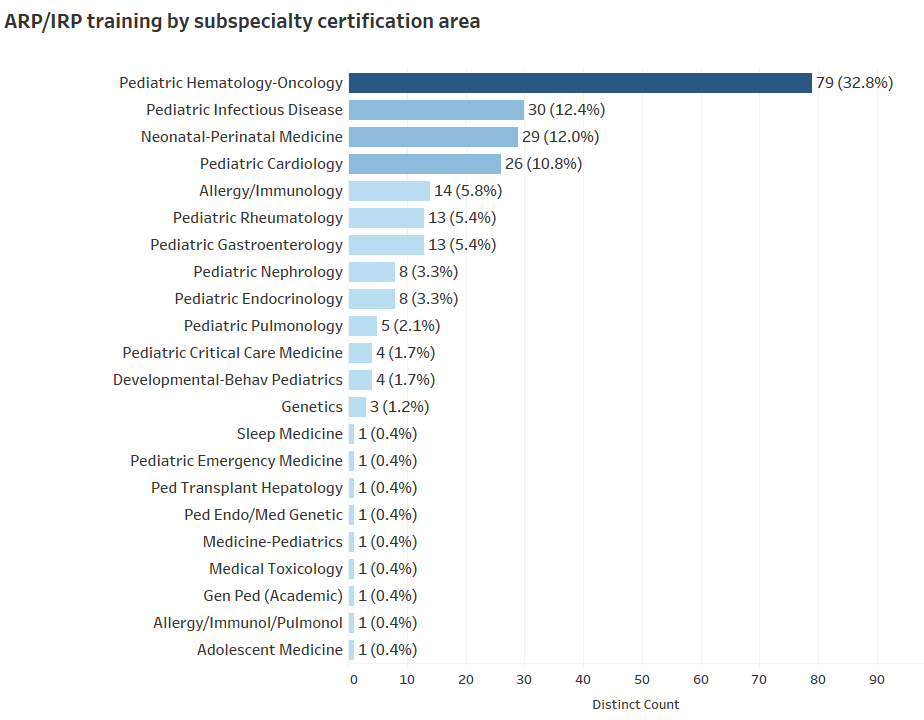 ARP/IRP training by subspecialty certification area
Pediatric Hematology-Oncology 79 (32.8%)
Pediatric Infectious Disease 30 (12.4%)
Neonatal-Perinatal Medicine 29 (12.0%)
Pediatric Cardiology 26 (10.8%)
Allergy/Immunology 14 (5.8%)
Pediatric Rheumatology 13 (5.4%)
Pediatric Gastroenterology 13 (5.4%)
Pediatric Nephrology 8 (3.3%)
Pediatric Endocrinology 8 (3.3%)
Pediatric Pulmonology 5 (2.1%)
Pediatric Critical Care Medicine 4 (1.7%)
Developmental-Behav Pediatrics 4 (1.7%)
Genetics 3 (1.2%)
Sleep Medicine 1 (0.4%)
Pediatric Emergency Medicine 1 (0.4%)
Ped Transplant Hepatology 1 (0.4%)
Ped Endo/Med Genetic 1 (0.4%)
Medicine-Pediatrics 1 (0.4%)
Medical Toxicology 1 (0.4%)
Gen Ped (Academic) 1 (0.4%)
Allergy/Immunol/Pulmonol 1 (0.4%)
Adolescent Medicine 1 (0.4%)
0 10 20 30 40 50 60 70 80 90
Distinct Count